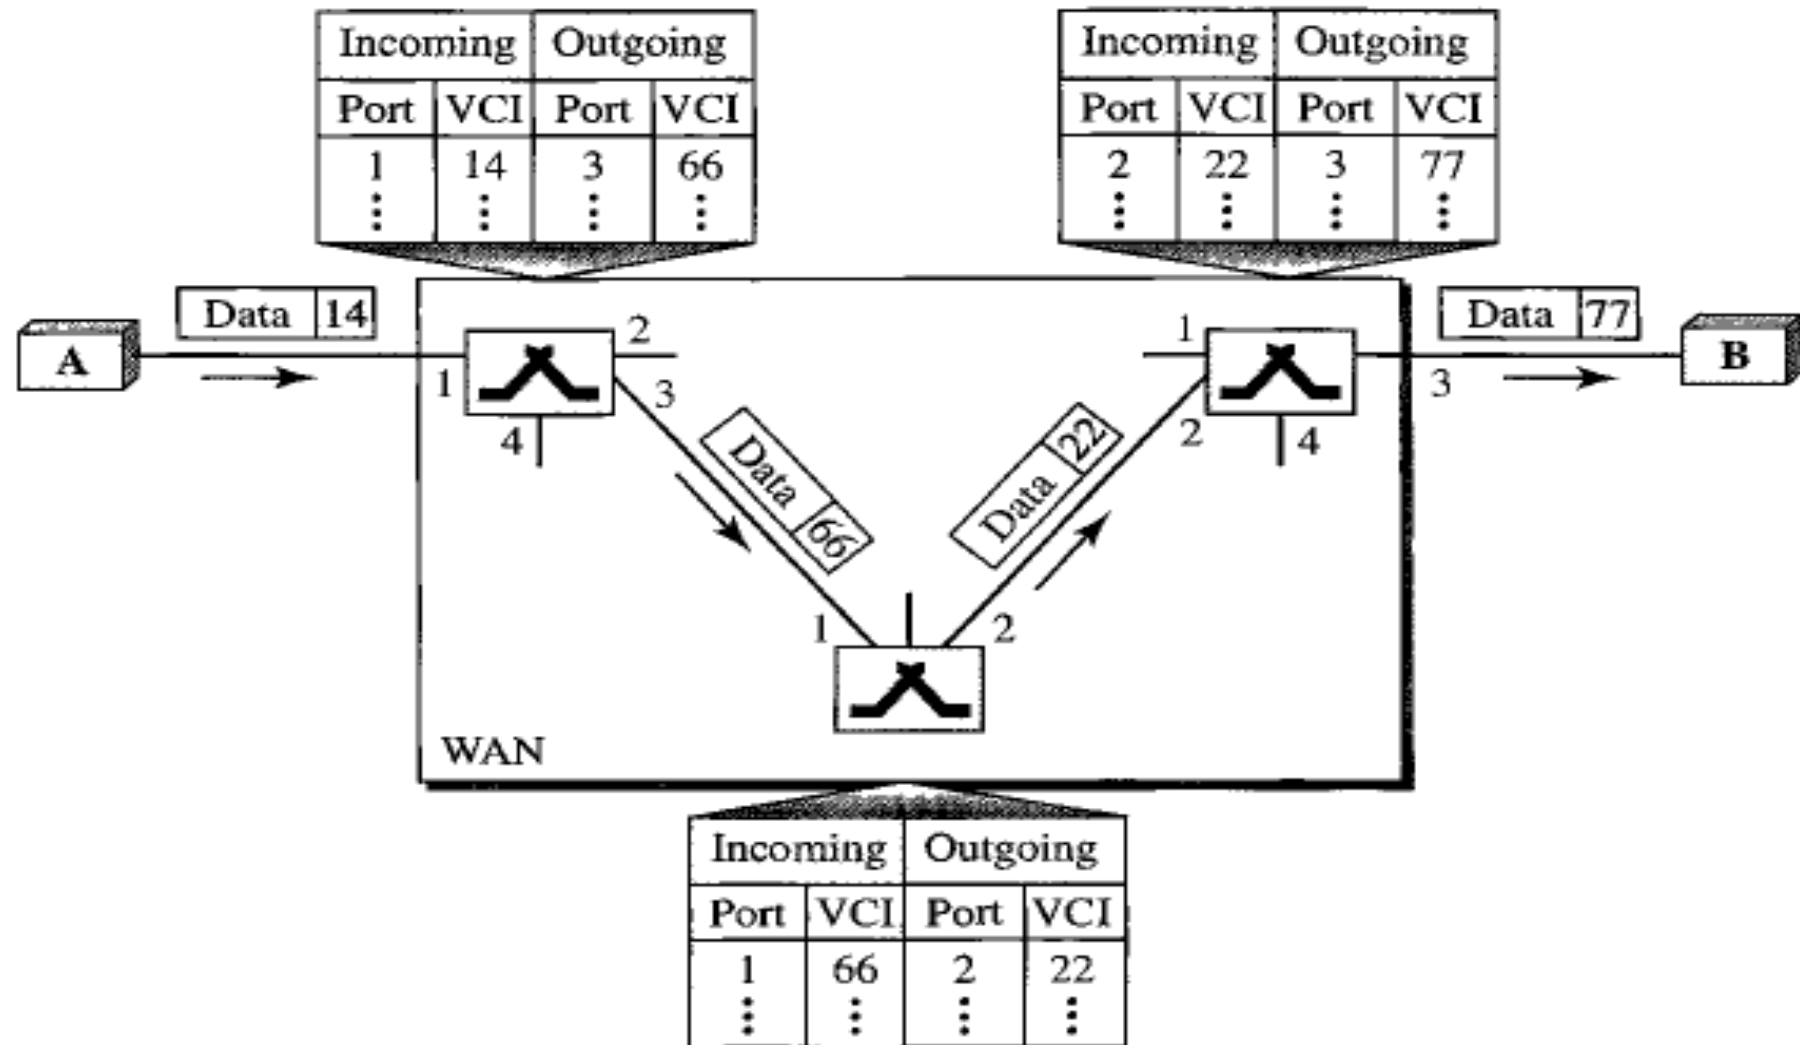 Incoming Outgoing
Port VCI Port VCI
1 14 3 66
Incoming Outgoing
Port VCI Port VCI
2 22 3 77
A
Data 14
1
2
3
4
Data 66
Data 22
1
2
3
4
Data 77
B
1
2
WAN
Incoming Outgoing
Port VCI Port VCI
1 66 2 22